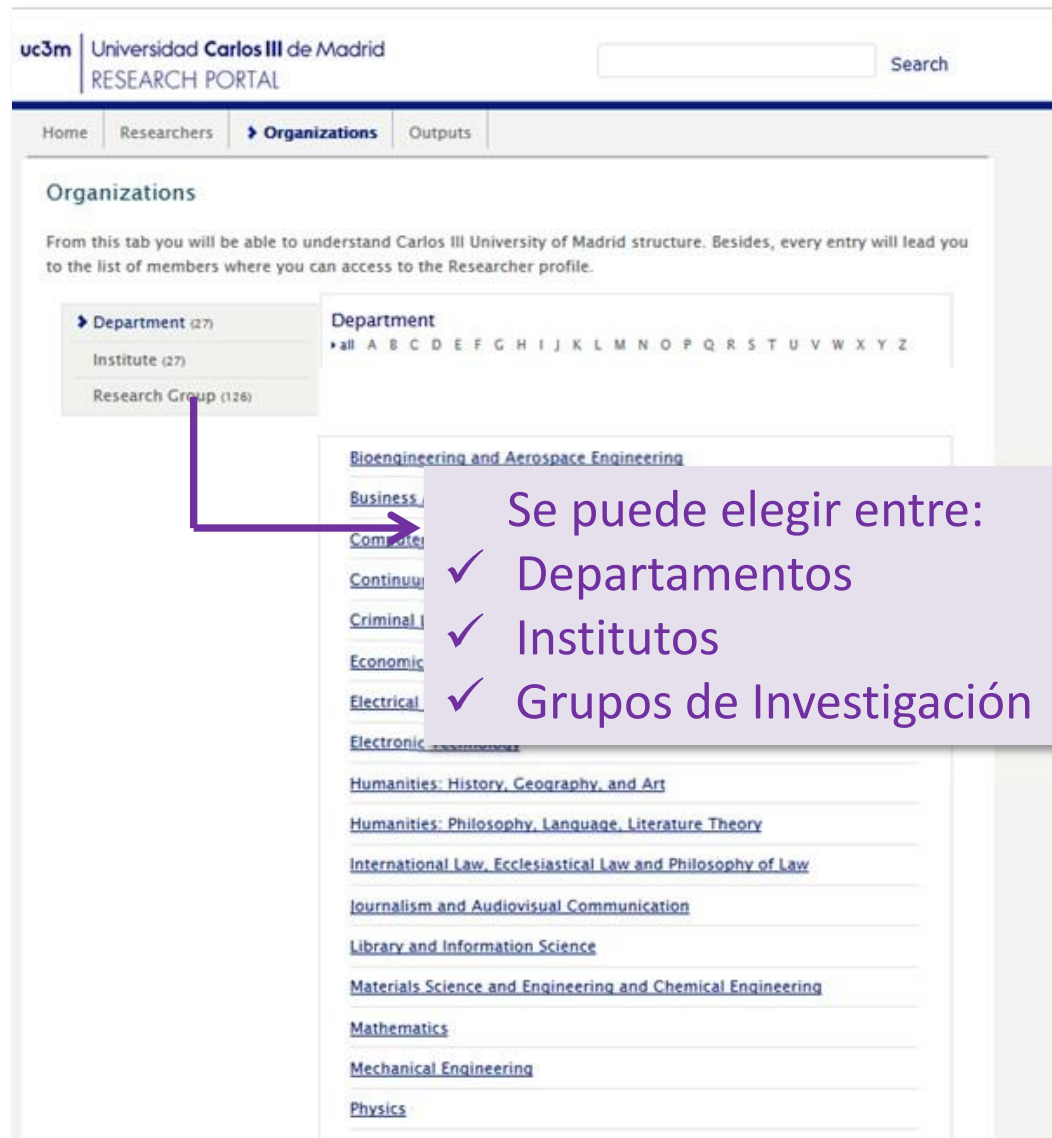 uc3m Universidad Carlos III de Madrid
RESEARCH PORTAL
Search
Home Researchers Organizations Outputs
Organizations
From this tab you will be able to understand Carlos III University of Madrid structure. Besides, every entry will lead you
to the list of members where you can access to the Researcher profile.
Department (27)
Institute (27)
Research Group (126)
Department
all A B C D E F G H I J K L M N O P Q R S T U V W X Y Z
Bioengineering and Aerospace Engineering
Business
Criminal
Electrical
Se puede elegir entre:
✓ Departamentos
✓ Institutos
✓ Grupos de Investigación
Humanities: History, Geography, and Art
Humanities: Philosophy, Language, Literature Theory
International Law, Ecclesiastical Law and Philosophy of Law
Journalism and Audiovisual Communication
Library and Information Science
Materials Science and Engineering and Chemical Engineering
Mathematics
Mechanical Engineering
Physics